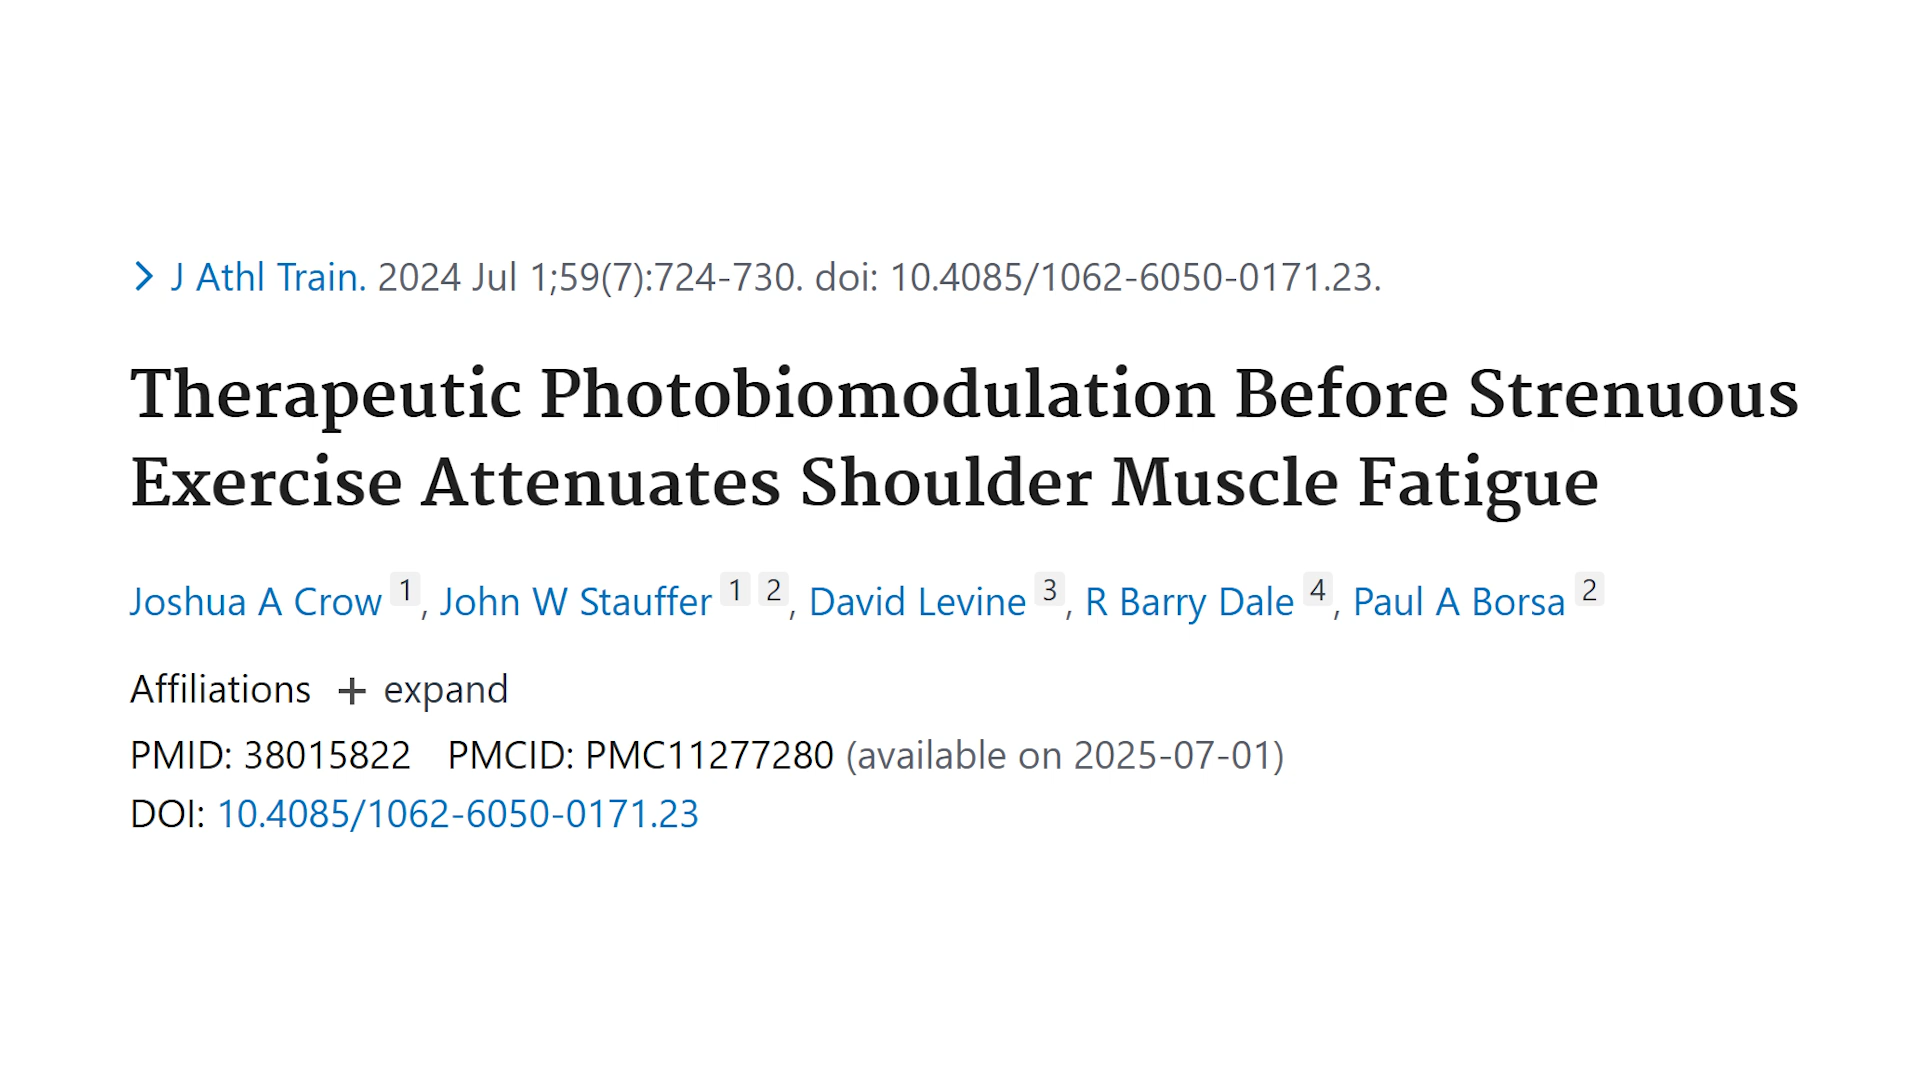 > J Athl Train. 2024 Jul 1;59(7):724-730. doi: 10.4085/1062-6050-0171.23.
Therapeutic Photobiomodulation Before Strenuous
Exercise Attenuates Shoulder Muscle Fatigue
Joshua A Crow 1, John W Stauffer 1 2, David Levine 3, R Barry Dale 4, Paul A Borsa 2
Affiliations + expand
PMID: 38015822 PMCID: PMC11277280 (available on 2025-07-01)
DOI: 10.4085/1062-6050-0171.23